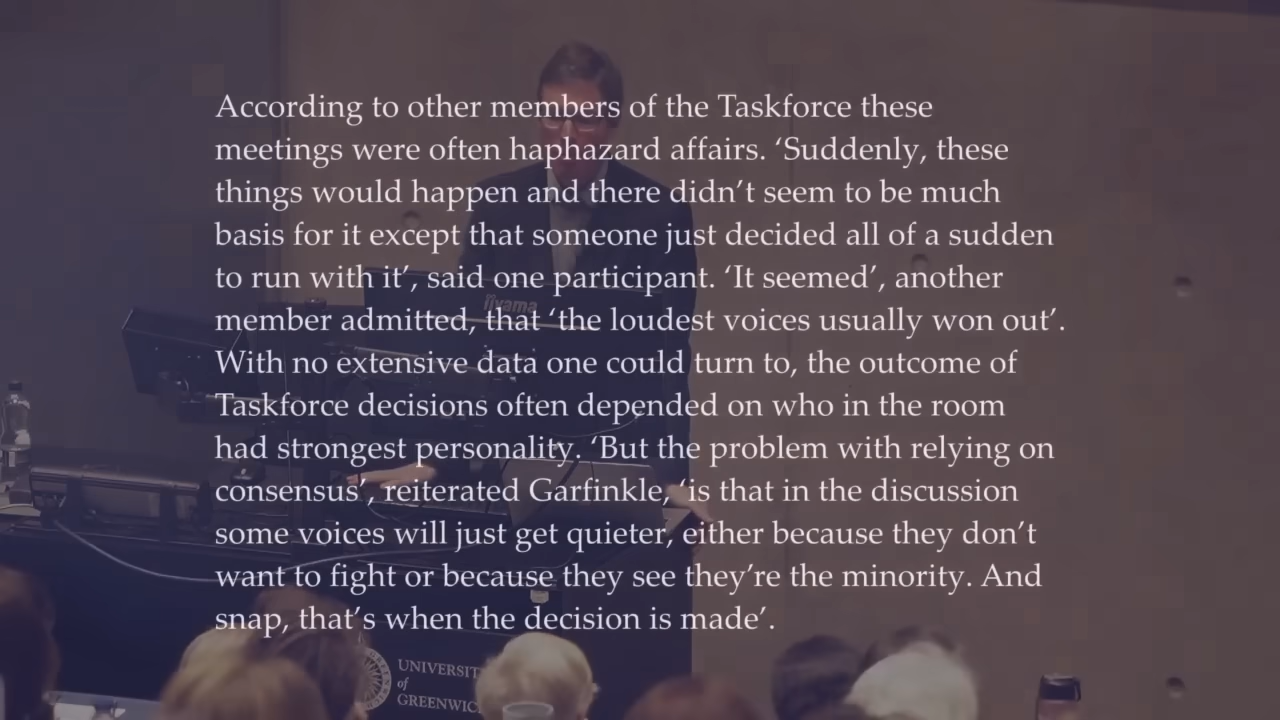 According to other members of the Taskforce these
meetings were often haphazard affairs. ‘Suddenly, these
things would happen and there didn’t seem to be much
basis for it except that someone just decided all of a sudden
to run with it’, said one participant. ‘It seemed’, another
member admitted, that ‘the loudest voices usually won out’.
With no extensive data one could turn to, the outcome of
Taskforce decisions often depended on who in the room
had strongest personality. ‘But the problem with relying on
consensus’, reiterated Garfinkle, ‘is that in the discussion
some voices will just get quieter, either because they don’t
want to fight or because they see they’re the minority. And
snap, that’s when the decision is made’.
iiyama
UNIVERSIT
of
GREENWIC